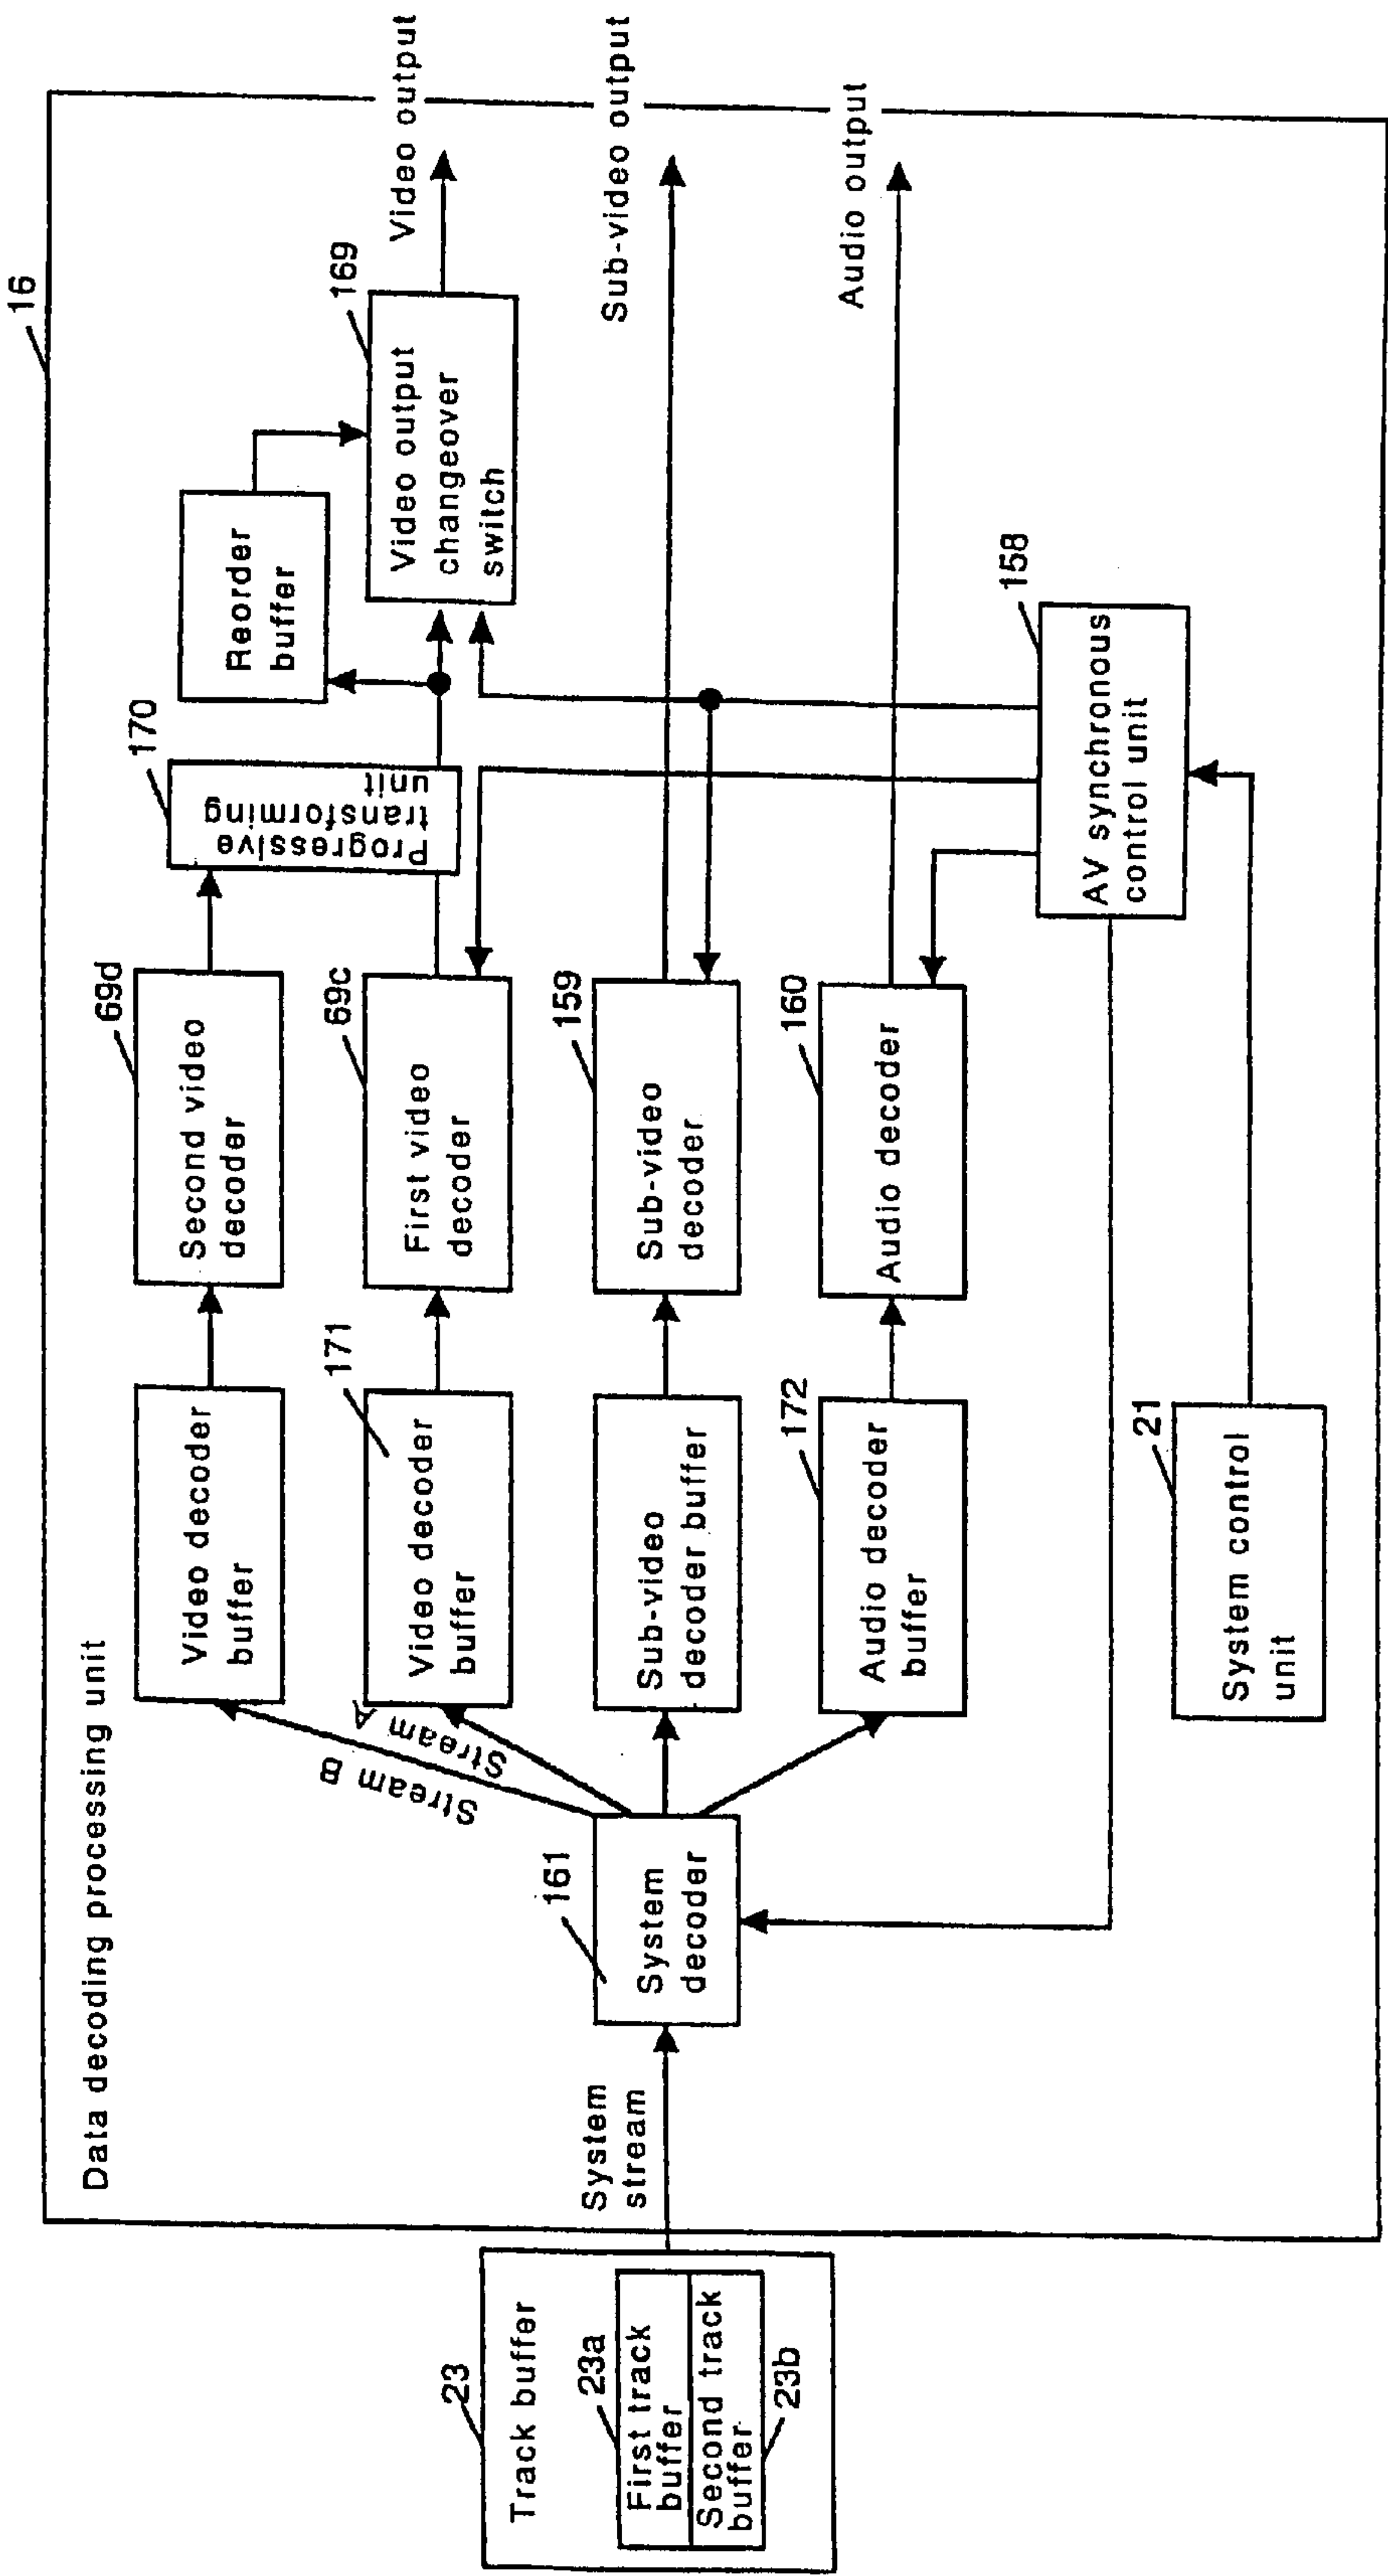 16
Data decoding processing unit
23
Track buffer
23a
First track
buffer
Second track
buffer
23b
System
stream
161
System
decoder
Stream B
Stream A
Video decoder
buffer
171
Video decoder
buffer
Sub-video
decoder buffer
172
Audio decoder
buffer
21
System control
unit
69d
Second video
decoder
69c
First video
decoder
159
Sub-video
decoder
160
Audio decoder
158
AV synchronous
control unit
170
Progressive
transforming
unit
Reorder
buffer
169
Video output
changeover
switch
Video output
Sub-video output
Audio output